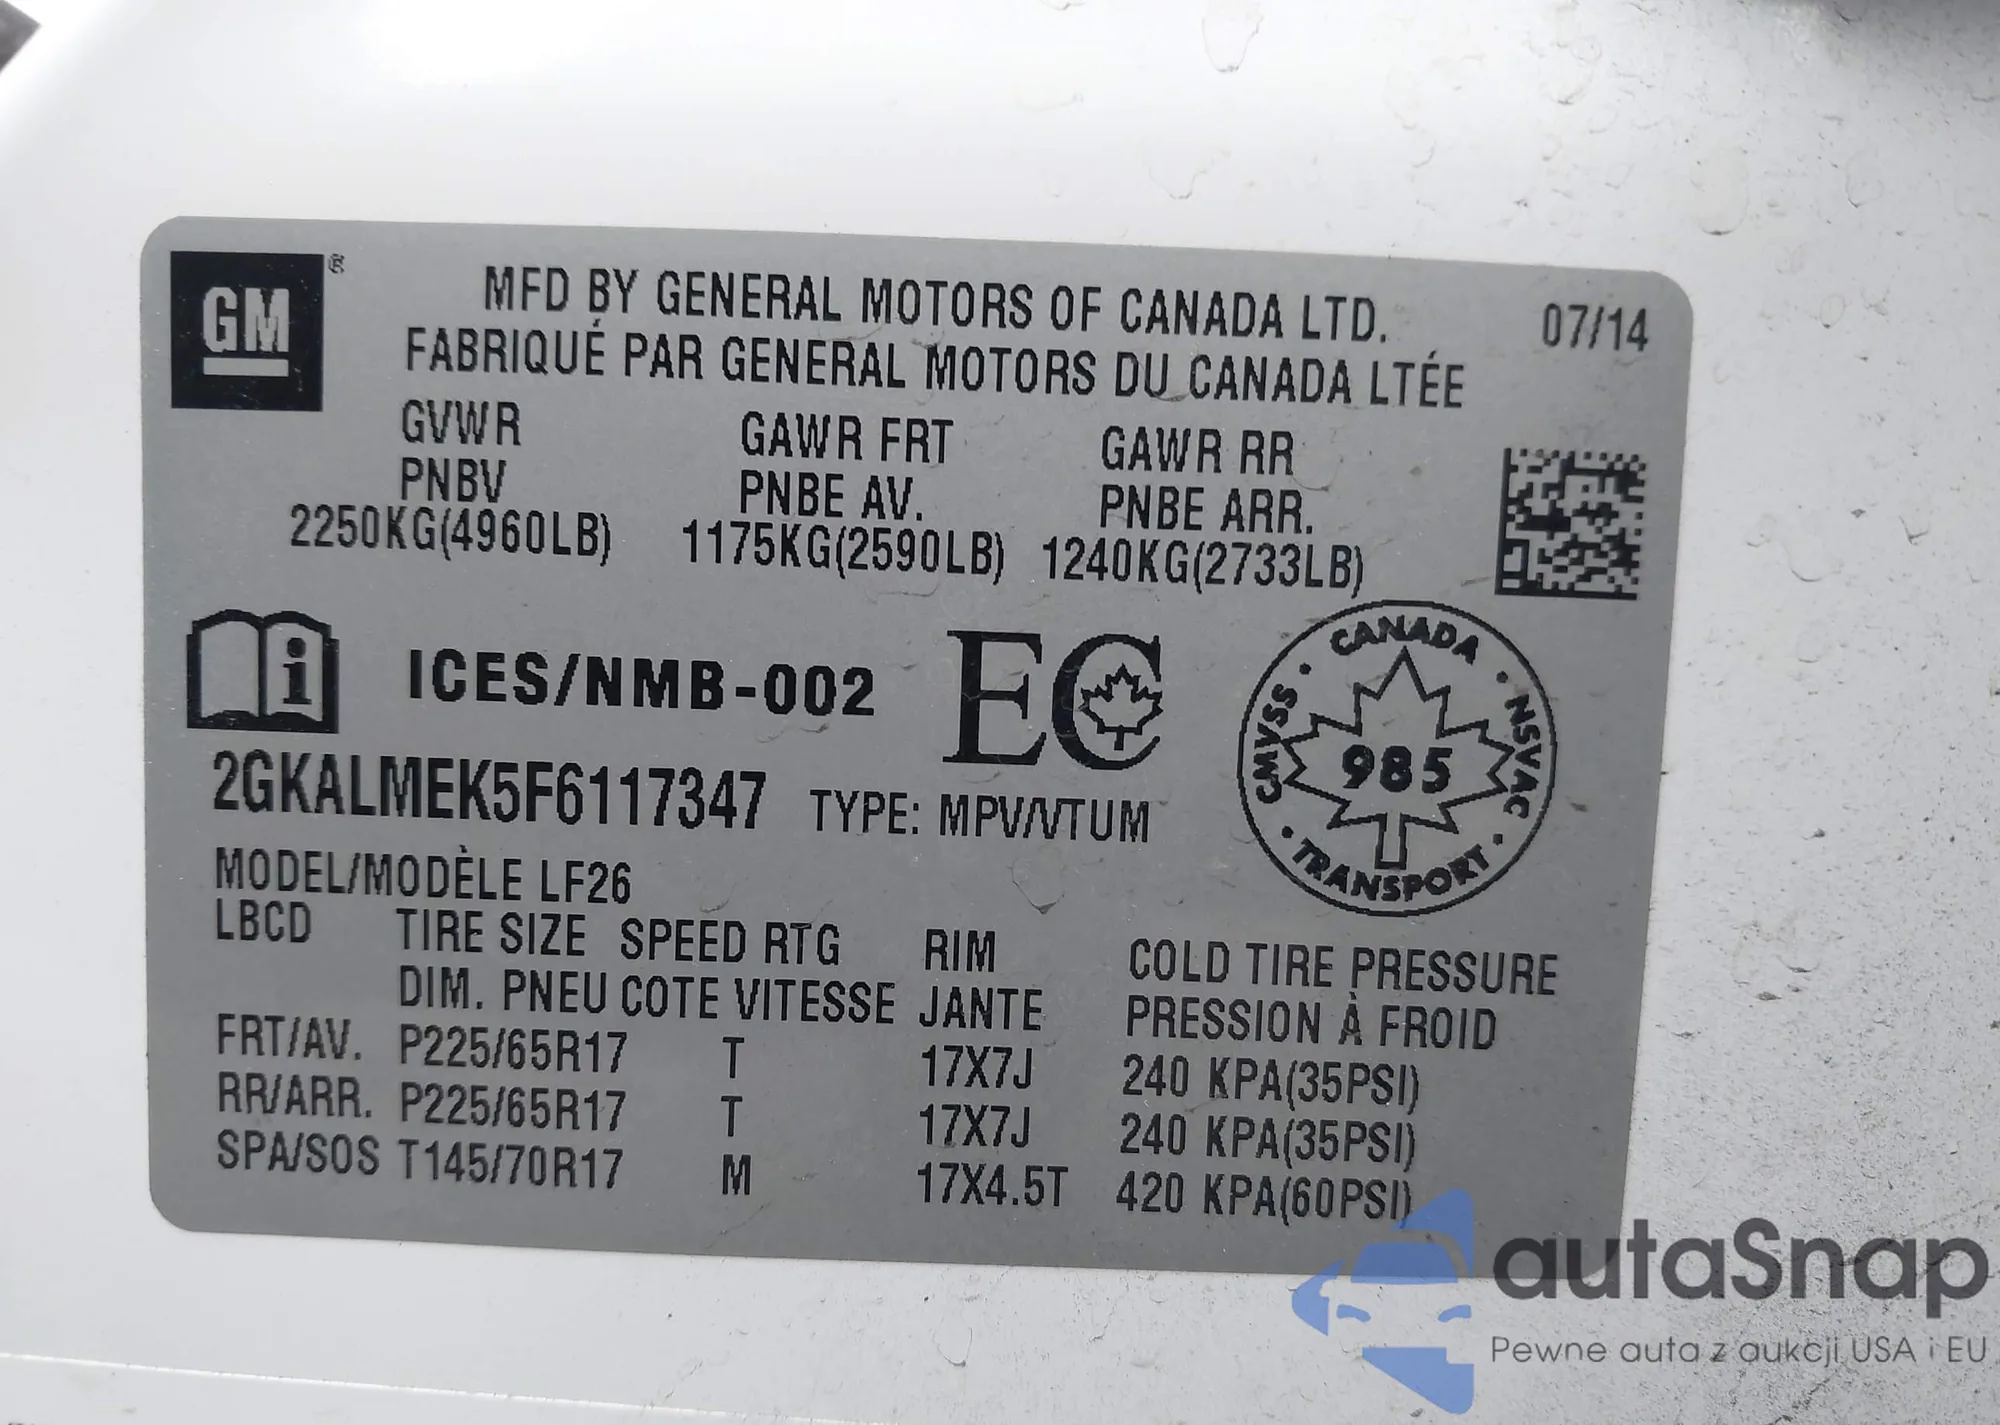 GM ®
MFD BY GENERAL MOTORS OF CANADA LTD. 07/14
FABRIQUÉ PAR GENERAL MOTORS DU CANADA LTÉE
GVWR GAWR FRT GAWR RR
PNBV PNBE AV. PNBE ARR.
2250KG(4960LB) 1175KG(2590LB) 1240KG(2733LB)
i ICES/NMB-002 EC
CANADA · NSVAC · TRANSPORT · CMVSS ·
985
2GKALMEK5F6117347 TYPE: MPV/VTUM
MODEL/MODÈLE LF26
LBCD TIRE SIZE SPEED RTG RIM COLD TIRE PRESSURE
DIM. PNEU COTE VITESSE JANTE PRESSION À FROID
FRT/AV. P225/65R17 T 17X7J 240 KPA(35PSI)
RR/ARR. P225/65R17 T 17X7J 240 KPA(35PSI)
SPA/SOS T145/70R17 M 17X4.5T 420 KPA(60PSI)
autaSnap
Pewne auta z aukcji USA i EU